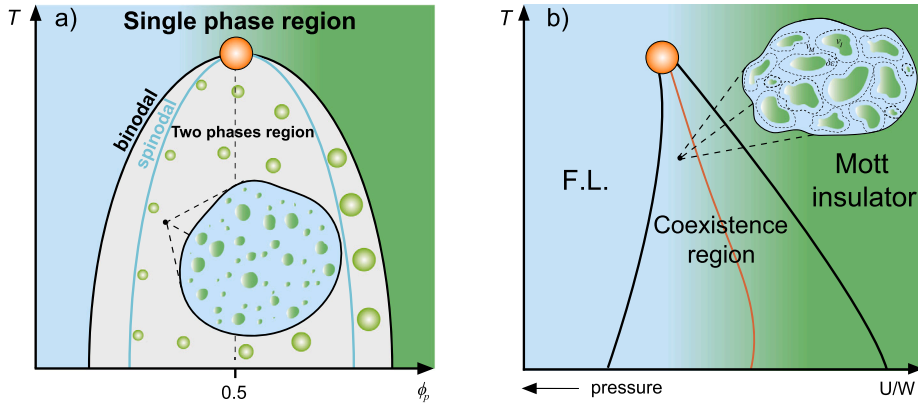 T
a)
Single phase region
binodal
spinodal
Two phases region
0.5
ϕp
T
b)
F.L.
Mott
insulator
Coexistence
region
pressure
U/W